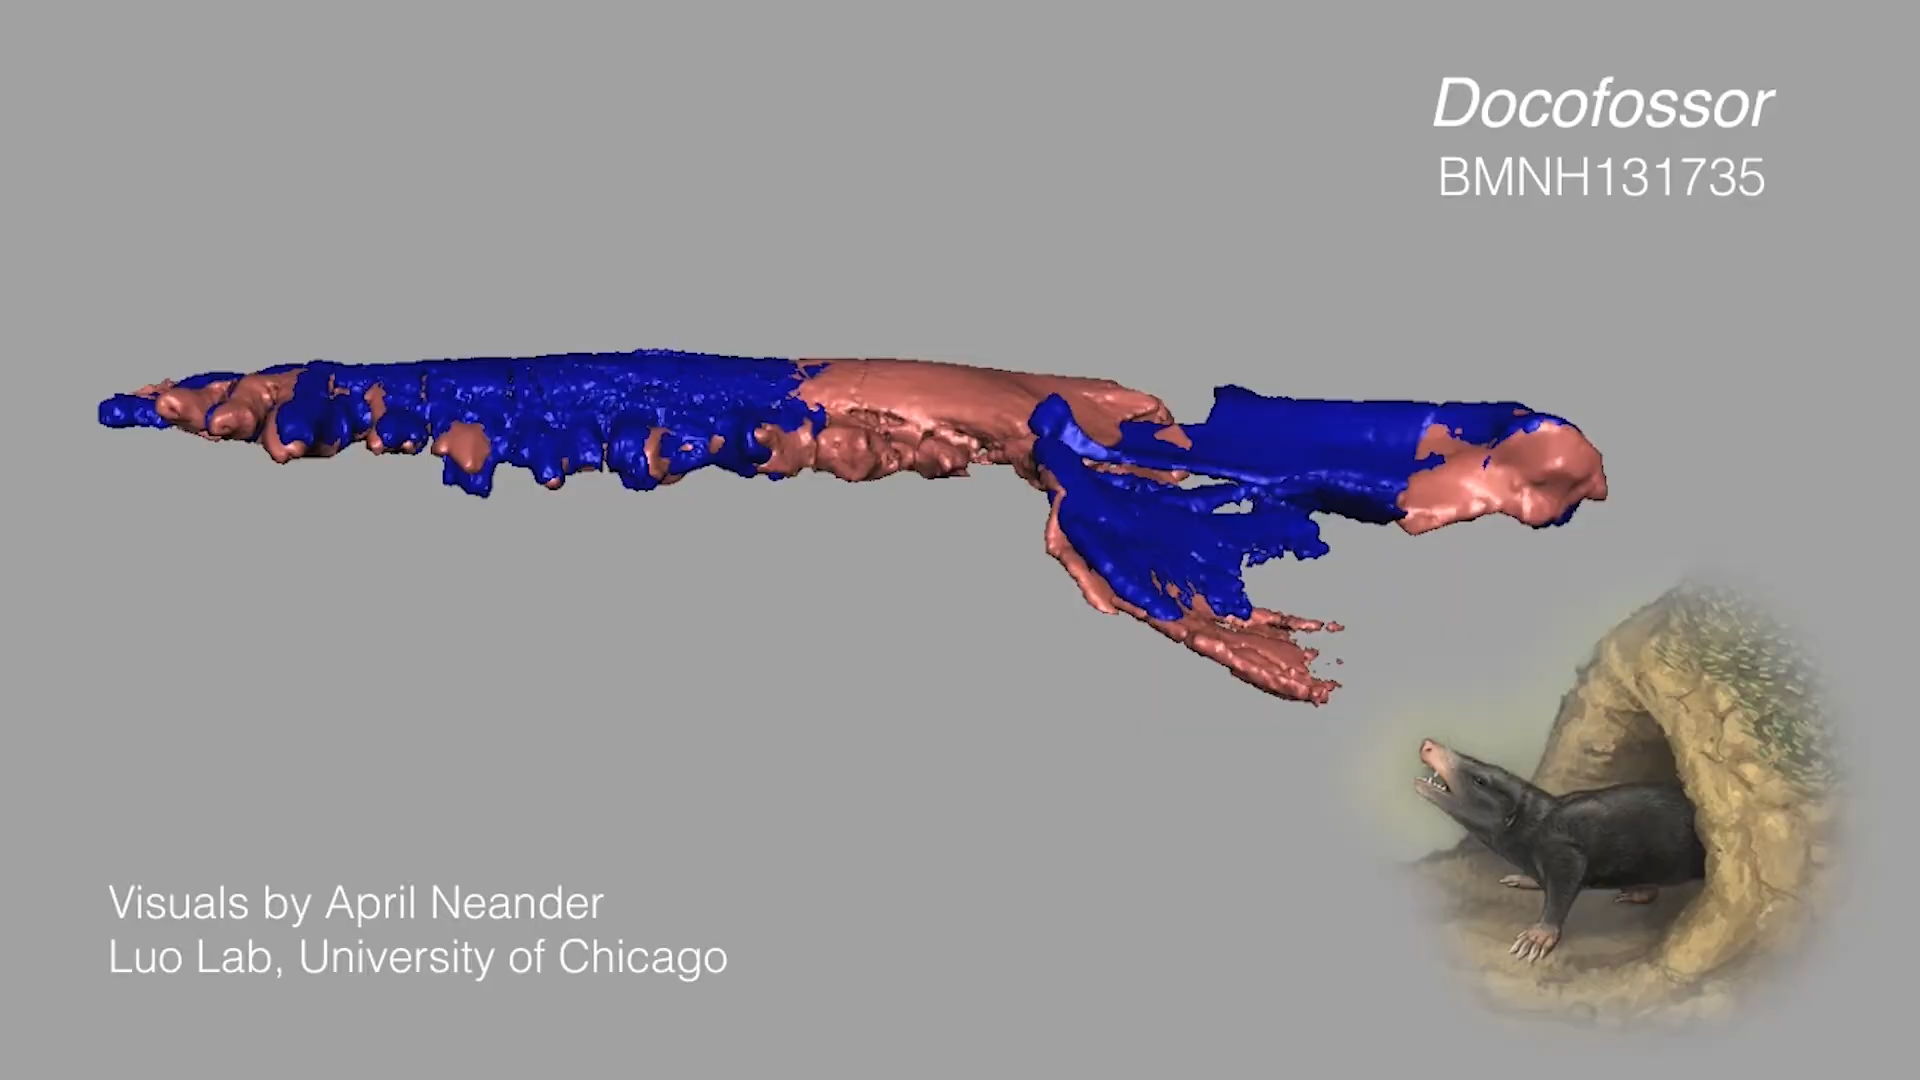 Docofossor
BMNH131735
Visuals by April Neander
Luo Lab, University of Chicago